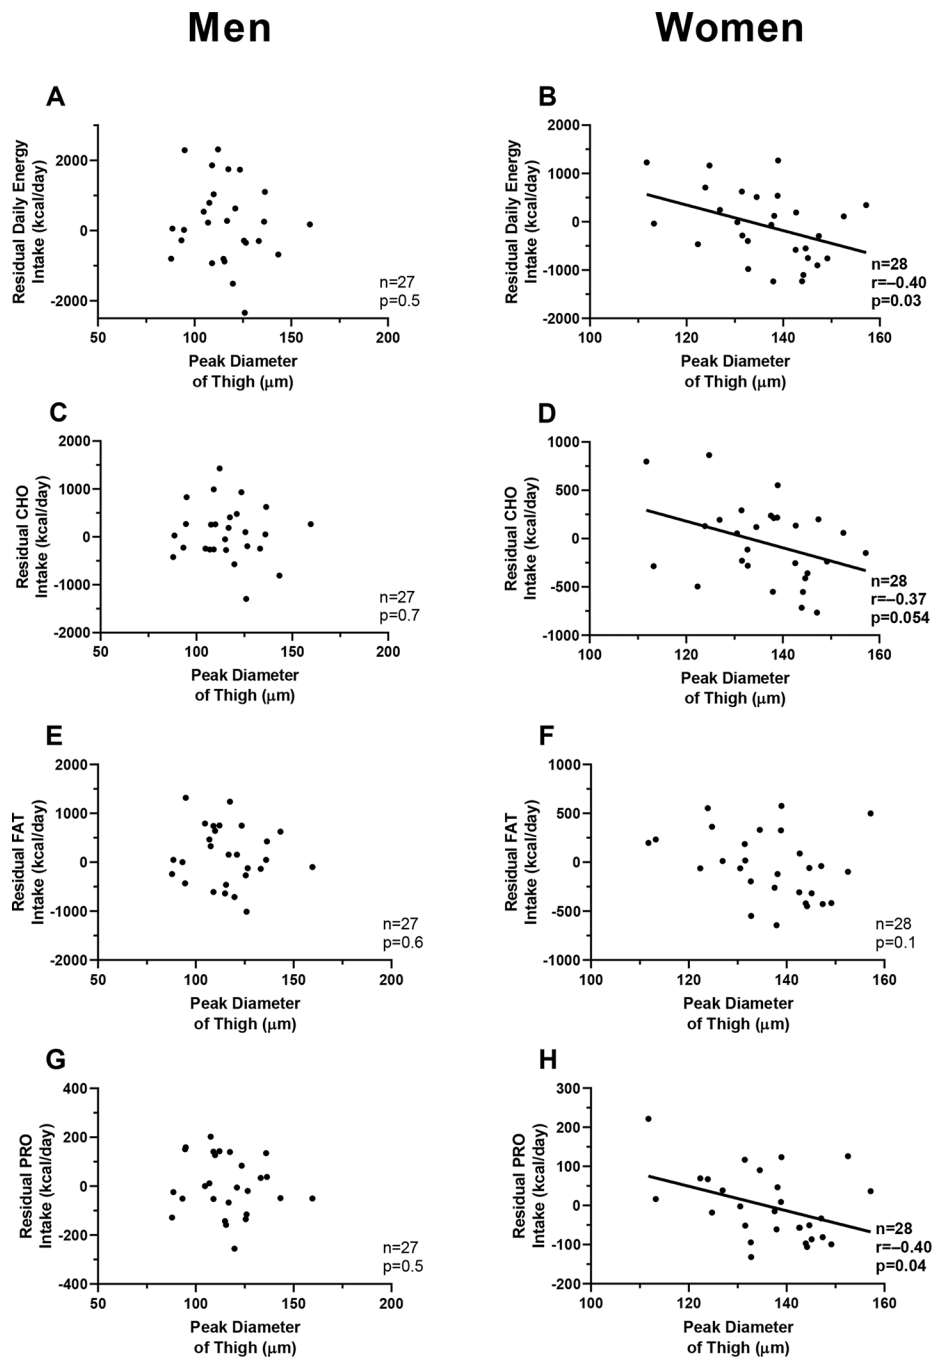 Men Women
A
Residual Daily Energy
Intake (kcal/day)
2000
0
-2000
50 100 150 200
n=27
p=0.5
Peak Diameter
of Thigh (μm)
B
Residual Daily Energy
Intake (kcal/day)
2000
1000
0
-1000
-2000
100 120 140 160
n=28
r=–0.40
p=0.03
Peak Diameter
of Thigh (μm)
C
Residual CHO
Intake (kcal/day)
2000
1000
0
-1000
-2000
50 100 150 200
n=27
p=0.7
Peak Diameter
of Thigh (μm)
D
Residual CHO
Intake (kcal/day)
1000
500
0
-500
-1000
100 120 140 160
n=28
r=–0.37
p=0.054
Peak Diameter
of Thigh (μm)
E
Residual FAT
Intake (kcal/day)
2000
1000
0
-1000
-2000
50 100 150 200
n=27
p=0.6
Peak Diameter
of Thigh (μm)
F
Residual FAT
Intake (kcal/day)
1000
500
0
-500
-1000
100 120 140 160
n=28
p=0.1
Peak Diameter
of Thigh (μm)
G
Residual PRO
Intake (kcal/day)
400
200
0
-200
-400
50 100 150 200
n=27
p=0.5
Peak Diameter
of Thigh (μm)
H
Residual PRO
Intake (kcal/day)
300
200
100
0
-100
-200
100 120 140 160
n=28
r=–0.40
p=0.04
Peak Diameter
of Thigh (μm)